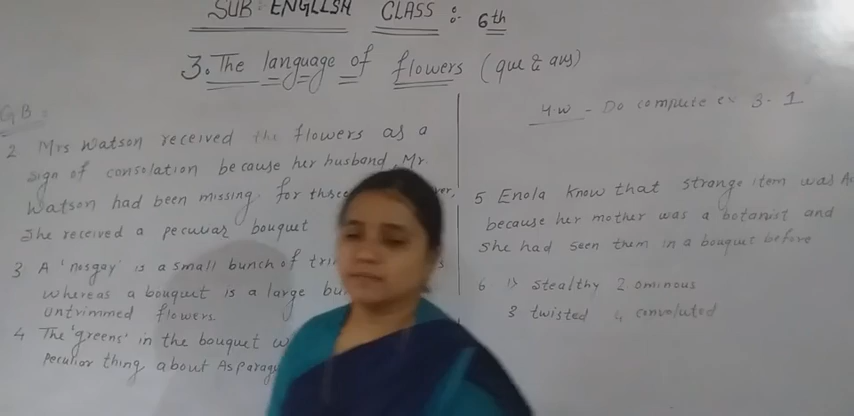 SUB: ENGLISH CLASS :- 6th
3. The language of flowers (que & ans)
GB =
2 Mrs Watson received the flowers as a
sign of consolation because her husband, Mr.
Watson had been missing for three
She received a peculiar bouquet
3 A 'nosgay' is a small bunch of
whereas a bouquet is a large
untrimmed flowers.
4 The 'greens' in the bouquet
peculior thing about Asparag
HW - Do compute ex 3.1.
5 Enola know that strange item was
because her mother was a botanist and
she had seen them in a bouquet before
6 1) stealthy 2 ominous
3 twisted 4 convoluted